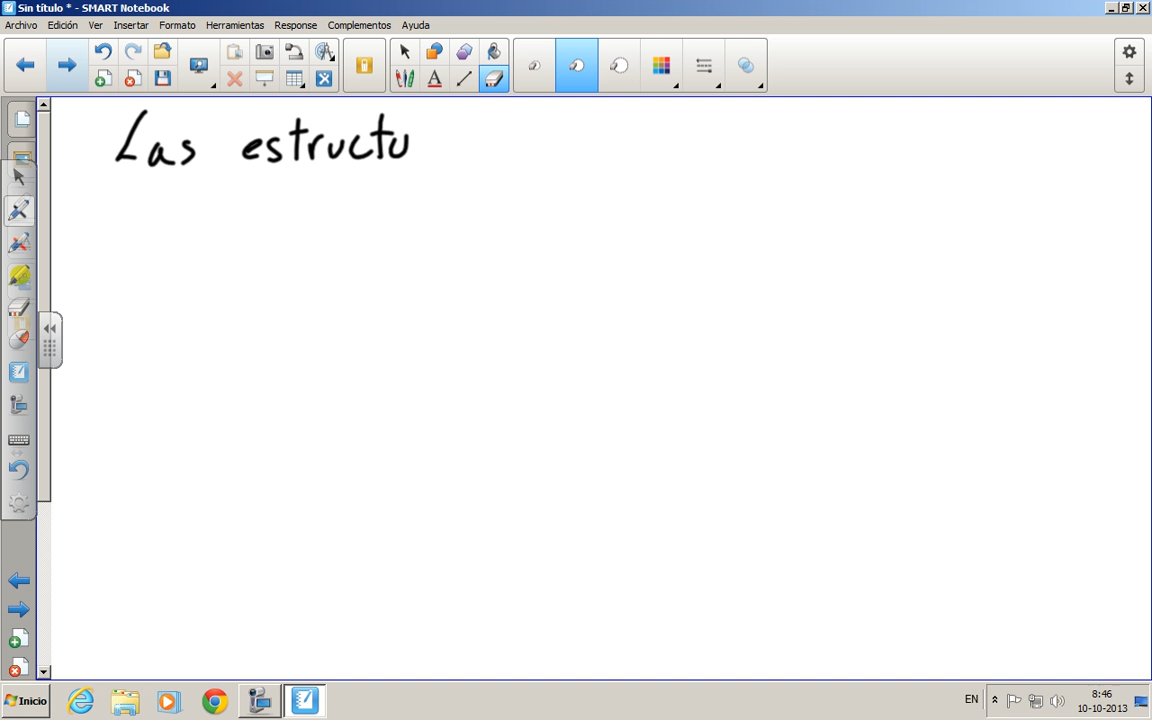 Sin título * - SMART Notebook
Archivo Edición Ver Insertar Formato Herramientas Response Complementos Ayuda
Las estructu
Inicio
EN
8:46
10-10-2013